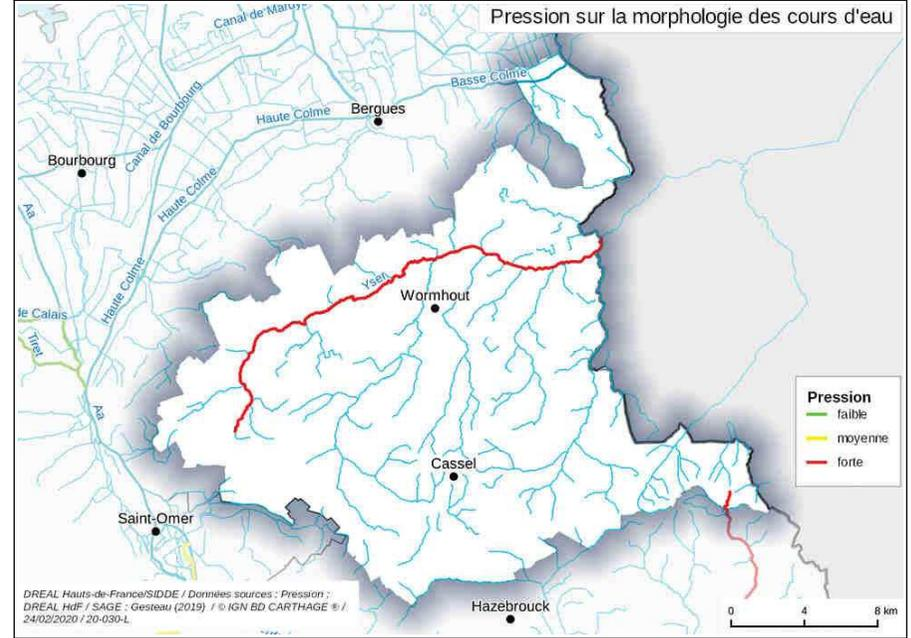 Pression sur la morphologie des cours d'eau
Canal de Mardyc
Basse Colme
Bergues
Haute Colme
Canal de Bourbourg
Bourbourg
Haute Colme
Aa
Yser
Haute Colme
Wormhout
de Calais
Tiret
Pression
faible
moyenne
forte
Aa
Cassel
Saint-Omer
DREAL Hauts-de-France/SIDDE / Données sources : Pression :
DREAL HdF / SAGE : Gesteau (2019) / © IGN BD CARTHAGE ® /
24/02/2020 / 20-030-L
Hazebrouck
0 4 8 km